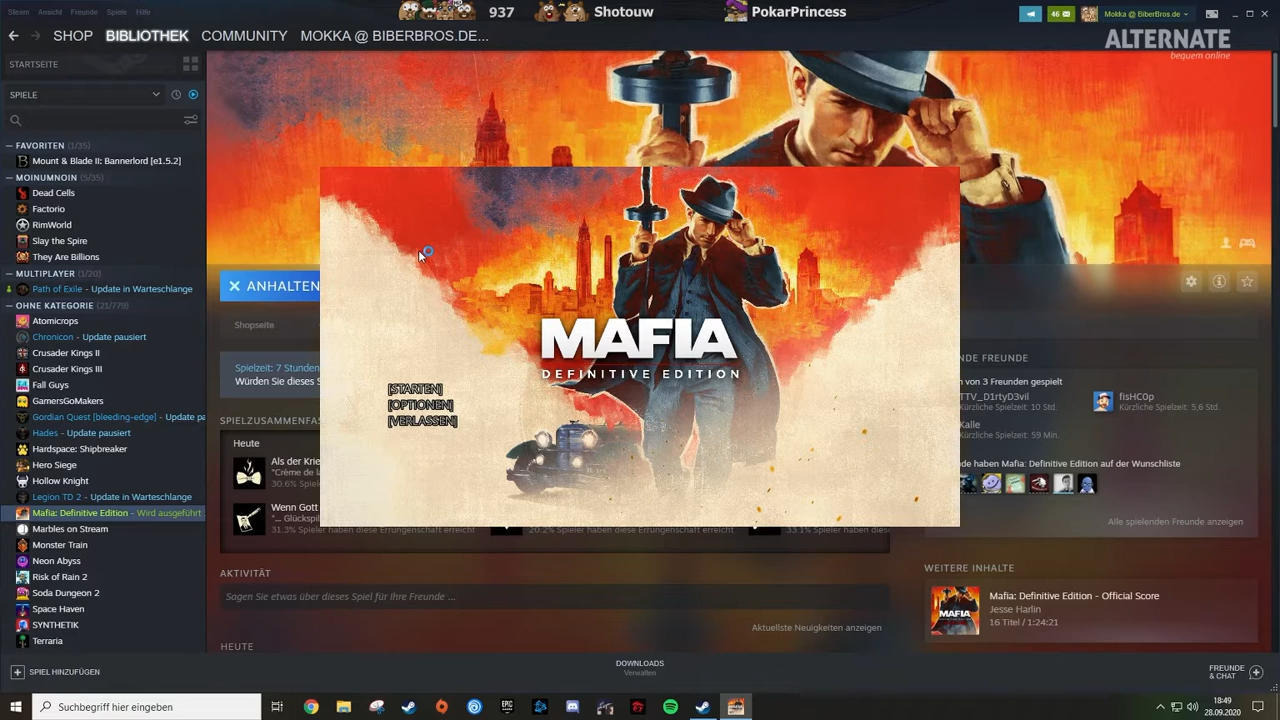 937
Shotouw
PokarPrincess
Steam Ansicht Freunde Spiele Hilfe
46
Mokka @ BiberBros.de
SHOP BIBLIOTHEK COMMUNITY MOKKA @ BIBERBROS.DE...
ALTERNATE
bequem online
STARTSEITE
SPIELE
FAVORITEN (1/35)
Mount & Blade II: Bannerlord [e1.5.2]
MOINUMNOIN (5/35)
Dead Cells
Factorio
RimWorld
Slay the Spire
They Are Billions
MULTIPLAYER (1/20)
Path of Exile - Update in Warteschlange
OHNE KATEGORIE (21/779)
Atomicrops
Chronicon - Update pausiert
Crusader Kings II
Crusader Kings III
Fall Guys
GamersGoMakers
Gordian Quest [bleeding-edge] - Update pa
Hades - Update pausiert
Hardspace: Shipbreaker
Hero Siege
Hollow Knight
Legion TD 2 - Update in Warteschlange
Mafia: Definitive Edition - Wird ausgeführt
Marbles on Stream
Monster Train
Neon Abyss
Risk of Rain 2
Soda Dungeon 2
Space Haven
SYNTHETIK
Terraria
ANHALTEN
Shopseite
Spielzeit: 7 Stunden
Würden Sie dieses S
SPIELZUSAMMENFAS
Heute
Als der Krie
"Crème de la
30.6% Spiele
Wenn Gott
"... Glückspil
31.3% Spieler haben diese Errungenschaft erreicht
20.2% Spieler haben diese Errungenschaft erreicht
33.1% Spieler haben dies
MAFIA
DEFINITIVE EDITION
[STARTEN]
[OPTIONEN]
[VERLASSEN]
AKTIVITÄT
Sagen Sie etwas über dieses Spiel für Ihre Freunde ...
Aktuellste Neuigkeiten anzeigen
HEUTE
NDE FREUNDE
n von 3 Freunden gespielt
TTV_D1rtyD3vil
Kürzliche Spielzeit: 10 Std.
fisHC0p
Kürzliche Spielzeit: 5,6 Std.
Kalle
Kürzliche Spielzeit: 59 Min.
de haben Mafia: Definitive Edition auf der Wunschliste
Alle spielenden Freunde anzeigen
WEITERE INHALTE
MAFIA
Mafia: Definitive Edition - Official Score
Jesse Harlin
16 Titel / 1:24:21
SPIEL HINZUFÜGEN
DOWNLOADS
Verwalten
FREUNDE
& CHAT
Suchbegriff hier eingeben
EPIC
18:49
28.09.2020